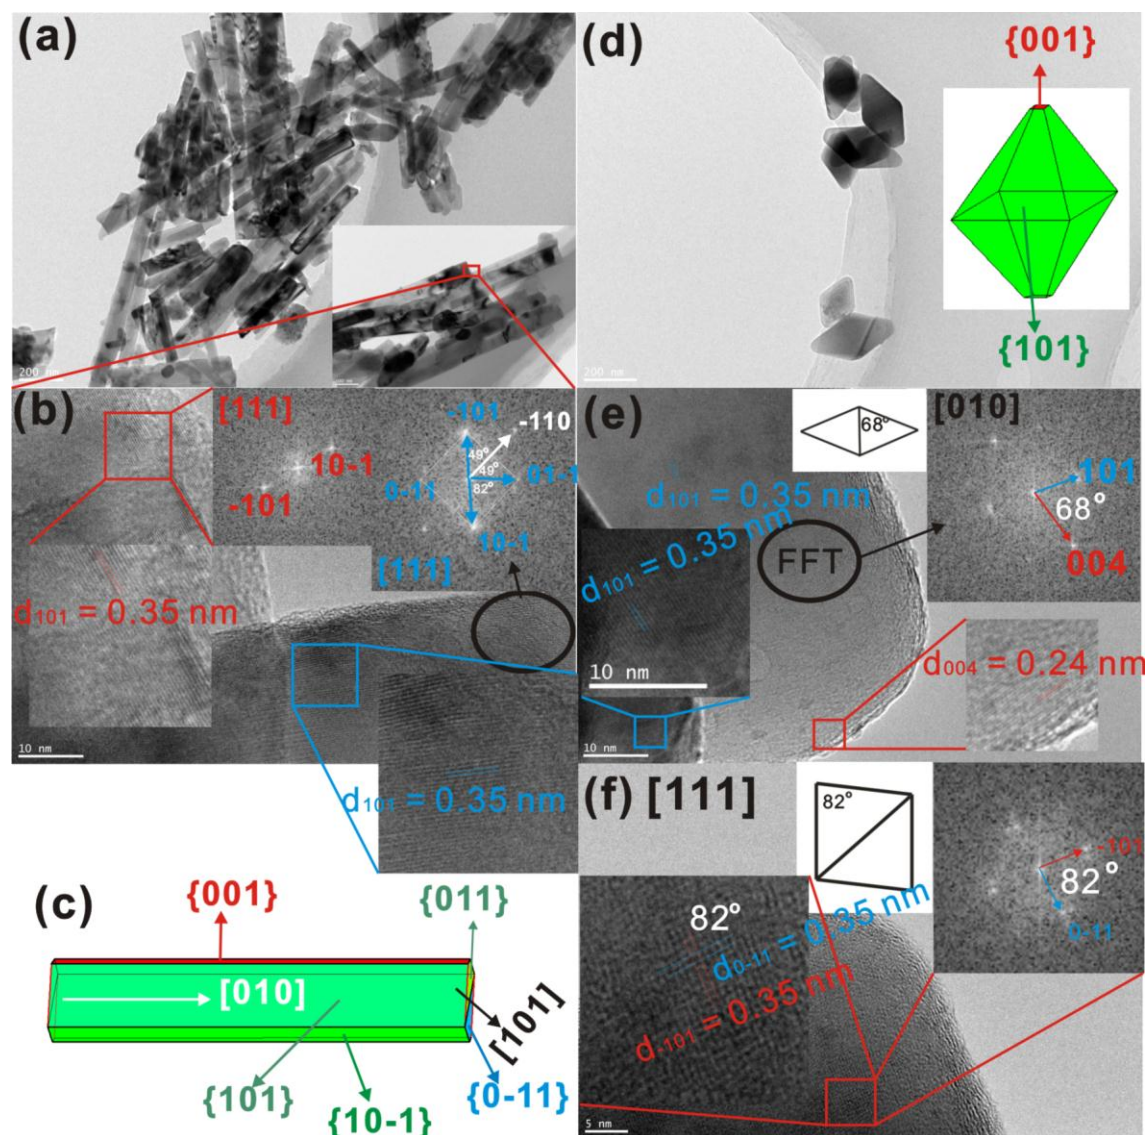 (a)
200 nm
(d)
{001}
{101}
200 nm
(b)
[111]
10-1
-101
-101
-110
49°
49°
82°
0-11
01-1
10-1
[111]
d101 = 0.35 nm
10 nm
d101 = 0.35 nm
(c)
{001}
{011}
[010]
[101]
{101}
{10-1}
{0-11}
(e)
68°
d101 = 0.35 nm
d101 = 0.35 nm
FFT
[010]
101
68°
004
10 nm
10 nm
d004 = 0.24 nm
(f) [111]
82°
82°
d0-11 = 0.35 nm
d-101 = 0.35 nm
-101
82°
0-11
5 nm